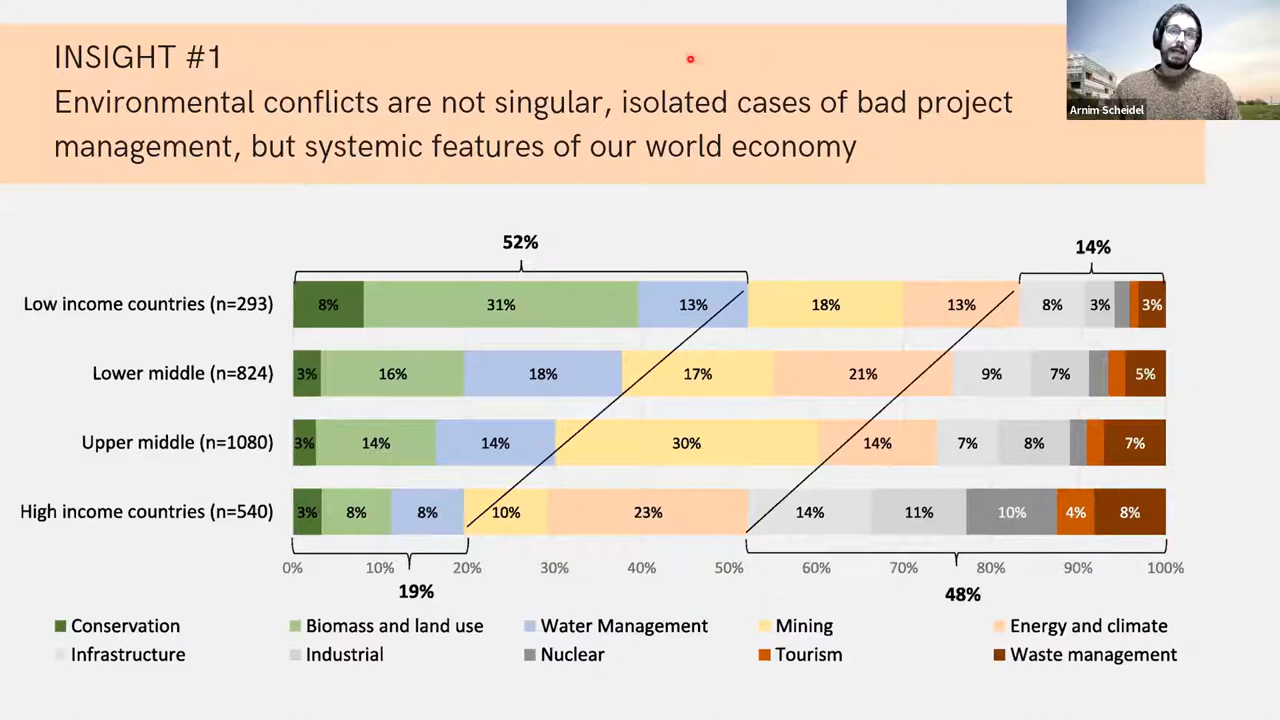 INSIGHT #1
Environmental conflicts are not singular, isolated cases of bad project
management, but systemic features of our world economy
Arnim Scheidel
52%
14%
Low income countries (n=293)
8% 31% 13% 18% 13% 8% 3% 3%
Lower middle (n=824)
3% 16% 18% 17% 21% 9% 7% 5%
Upper middle (n=1080)
3% 14% 14% 30% 14% 7% 8% 7%
High income countries (n=540)
3% 8% 8% 10% 23% 14% 11% 10% 4% 8%
0% 10% 20% 30% 40% 50% 60% 70% 80% 90% 100%
19%
48%
Conservation Biomass and land use Water Management Mining Energy and climate
Infrastructure Industrial Nuclear Tourism Waste management